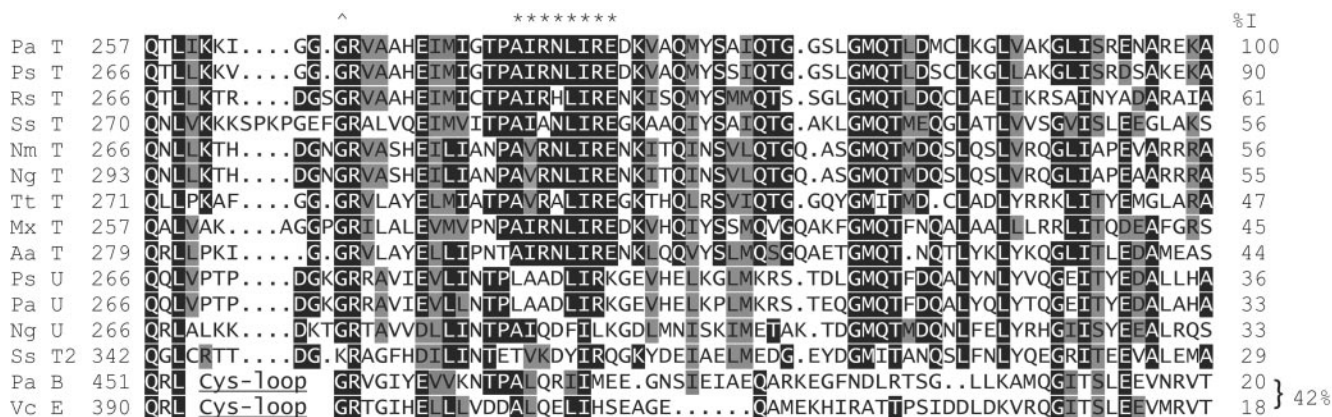 ^ ******** %I
Pa T 257 QTLIKKI....GG.GRVAAHEIMIGTPAIRNLIREDKVAQMYSAIQTG.GSLGMQTLDMCLKGLVAKGLISRENAREKA 100
Ps T 266 QTLLKKV....GG.GRVAAHEIMIGTPAIRNLIREDKVAQMYSSIQTG.GSLGMQTLDSCLKGLLAKGLISRDSAKEKA 90
Rs T 266 QTLLKTR....DGSGRVAAHEIMICTPAIRHLIRENKISQMYSMMQTS.SGLGMQTLDQCLAELIKRSAINYADARAIA 61
Ss T 270 QNLVKKKSPKPGEFGRALVQEIMVITPAIANLIREGKAAQIYSAIQTG.AKLGMQTMEQGLATLVVSGVISLEEGLAKS 56
Nm T 266 QNLLKTH....DGNGRVASHEILIANPAVRNLIRENKITQINSVLQTGQ.ASGMQTMDQSLQSLVRQGLIAPEVARRRA 56
Ng T 293 QNLLKTH....DGNGRVASHEILIANPAVRNLIRENKITQINSVLQTGQ.ASGMQTMDQSLQSLVRQGLIAPEAARRRA 55
Tt T 271 QLLPKAF....GG.GRVLAYELMIATPAVRALIREGKTHQLRSVIQTG.GQYGMITMD.CLADLYRRKLITYEMGLARA 47
Mx T 257 QALVAK....AGGPGRILALEVMVPNPAIRNLIREDKVHQIYSSMQVGQAKFGMQTFNQALAALLLRRLITQDEAFGRS 45
Aa T 279 QRLLPKI....G.GRVLAYELLIPNTAIRNLIRENKLQQVYSLMQSGQAETGMQT.NQTLYKLYKQGLITLEDAMEAS 44
Ps U 266 QQLVPTP....DGKGRRAVIEVLINTPLAADLIRKGEVHELKGLMKRS.TDLGMQTFDQALYNLYVQGEITYEDALLHA 36
Pa U 266 QQLVPTP....DGKGRRAVIEVLLNTPLAADLIRKGEVHELKPLMKRS.TEQGMQTFDQALYQLYTQGEITYEDALAHA 33
Ng U 266 QRLALKK....DKTGRTAVVDLLINTPAIQDFILKGDLMNISKIMETAK.TDGMQTMDQNLFELYRHGIISYEEALRQS 33
Ss T2 342 QGLCRTT....DG.KRAGFHDILINTETVKDYIRQGKYDEIAELMEDG.EYDGMITANQSLFNLYQEGRITEEVALEMA 29
Pa B 451 QRL Cys-loop GRVGIYEVVKNTPALQRIIMEE.GNSIEIAEQARKEGFNDLRTSG..LLKAMQGITSLEEVNRVT 20
Vc E 390 QRL Cys-loop GRTGIHELLLVDDALQELIHSEAGE......QAMEKHIRATTPSIDDLDKVRQGITSLEEVMRVT 18 } 42%